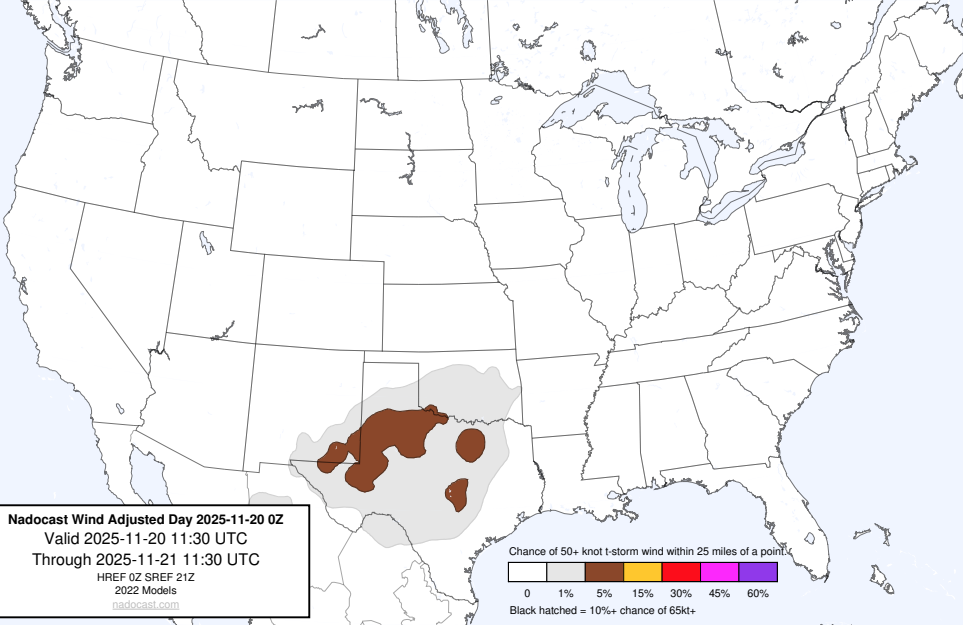 Nadocast Wind Adjusted Day 2025-11-20 0Z
Valid 2025-11-20 11:30 UTC
Through 2025-11-21 11:30 UTC
HREF 0Z SREF 21Z
2022 Models
nadocast.com
Chance of 50+ knot t-storm wind within 25 miles of a point.
0 1% 5% 15% 30% 45% 60%
Black hatched = 10%+ chance of 65kt+